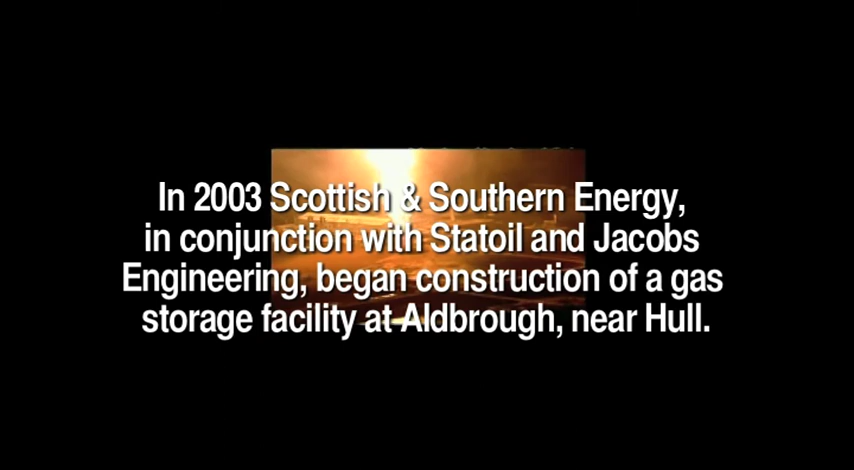 In 2003 Scottish & Southern Energy,
in conjunction with Statoil and Jacobs
Engineering, began construction of a gas
storage facility at Aldbrough, near Hull.